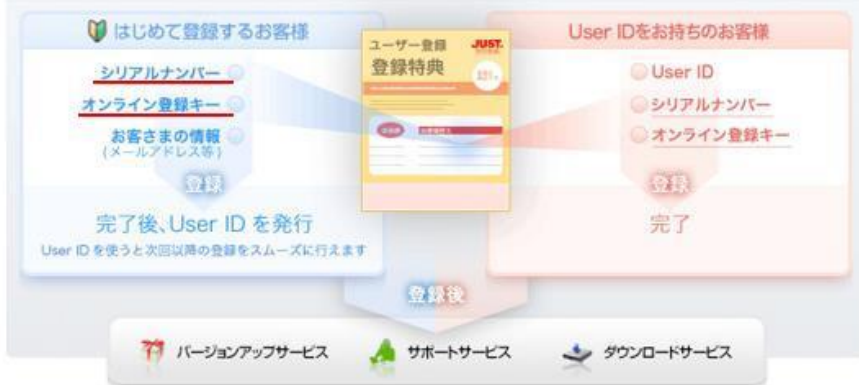 はじめて登録するお客様
シリアルナンバー
オンライン登録キー
お客さまの情報
(メールアドレス等)
登録
完了後、User ID を発行
User ID を使うと次回以降の登録をスムーズに行えます
ユーザー登録
JUST.
登録特典
User IDをお持ちのお客様
User ID
シリアルナンバー
オンライン登録キー
登録
完了
登録後
バージョンアップサービス
サポートサービス
ダウンロードサービス